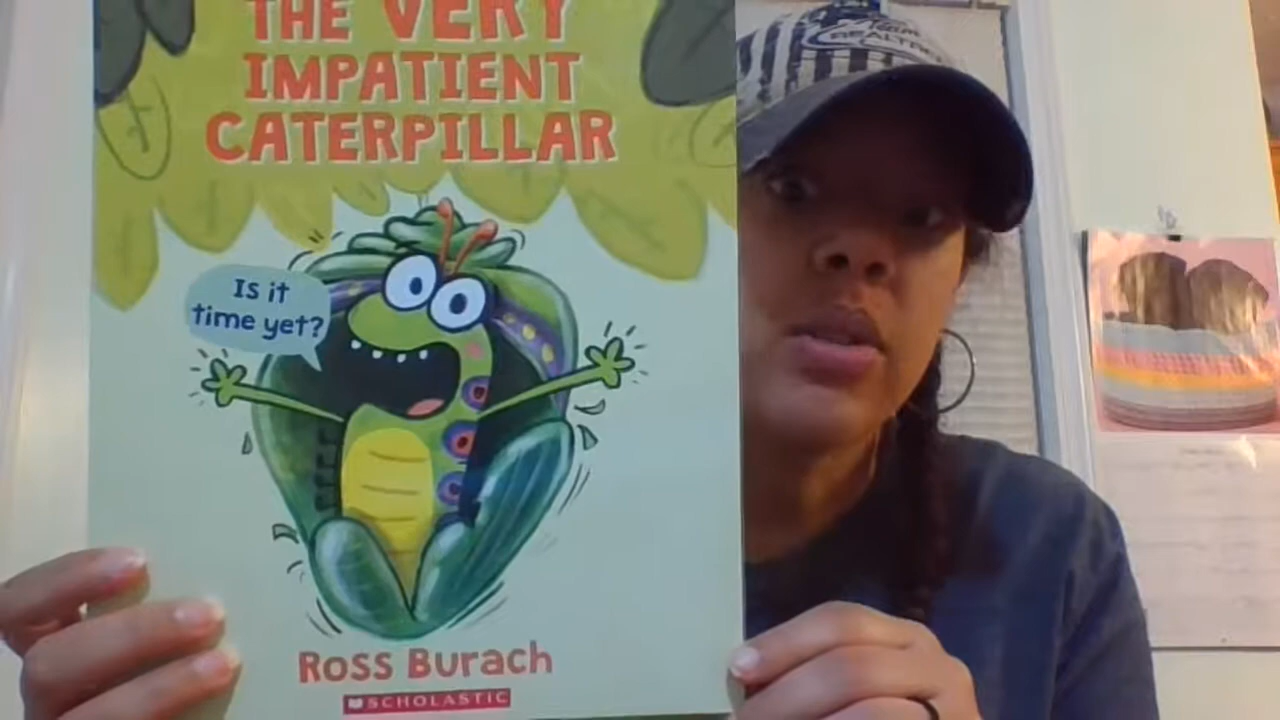 THE VERY
IMPATIENT
CATERPILLAR
Is it
time yet?
Ross Burach
SCHOLASTIC